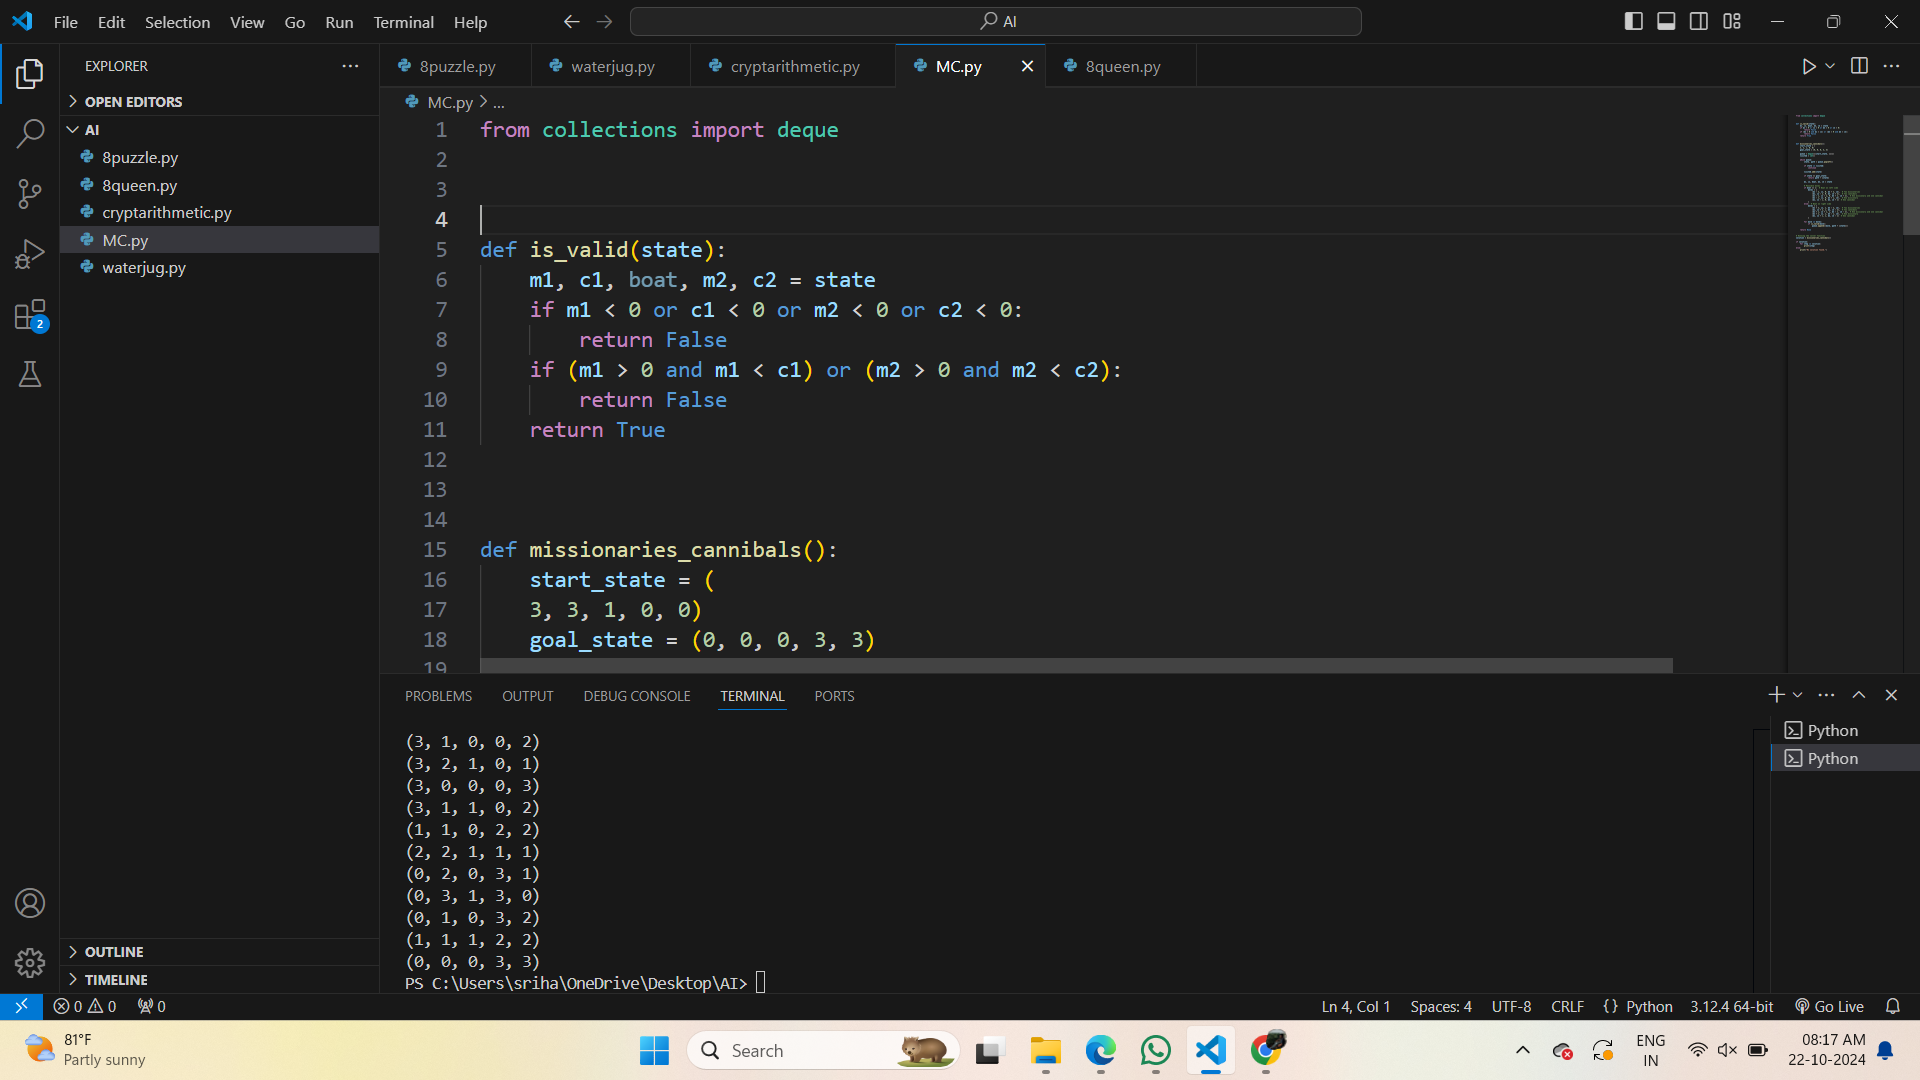 File Edit Selection View Go Run Terminal Help
AI
EXPLORER
OPEN EDITORS
AI
8puzzle.py
8queen.py
cryptarithmetic.py
MC.py
waterjug.py
OUTLINE
TIMELINE
2
8puzzle.py waterjug.py cryptarithmetic.py MC.py 8queen.py
MC.py > ...
1 from collections import deque
2
3
4
5 def is_valid(state):
6 m1, c1, boat, m2, c2 = state
7 if m1 < 0 or c1 < 0 or m2 < 0 or c2 < 0:
8 return False
9 if (m1 > 0 and m1 < c1) or (m2 > 0 and m2 < c2):
10 return False
11 return True
12
13
14
15 def missionaries_cannibals():
16 start_state = (
17 3, 3, 1, 0, 0)
18 goal_state = (0, 0, 0, 3, 3)
19
PROBLEMS OUTPUT DEBUG CONSOLE TERMINAL PORTS
(3, 1, 0, 0, 2)
(3, 2, 1, 0, 1)
(3, 0, 0, 0, 3)
(3, 1, 1, 0, 2)
(1, 1, 0, 2, 2)
(2, 2, 1, 1, 1)
(0, 2, 0, 3, 1)
(0, 3, 1, 3, 0)
(0, 1, 0, 3, 2)
(1, 1, 1, 2, 2)
(0, 0, 0, 3, 3)
PS C:\Users\sriha\OneDrive\Desktop\AI>
Python
Python
0 0 0 Ln 4, Col 1 Spaces: 4 UTF-8 CRLF {} Python 3.12.4 64-bit Go Live
81°F
Partly sunny
Search
ENG
IN
08:17 AM
22-10-2024